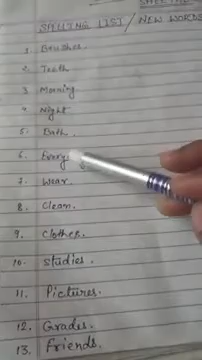 SPELLING LIST / NEW WORDS
1. Brushes.
2. Teeth
3. Morning
4. Night.
5. Bath.
6. Every
7. Wear.
8. Clean.
9. Clothes.
10. Studies.
11. Pictures.
12. Grades.
13. Friends.